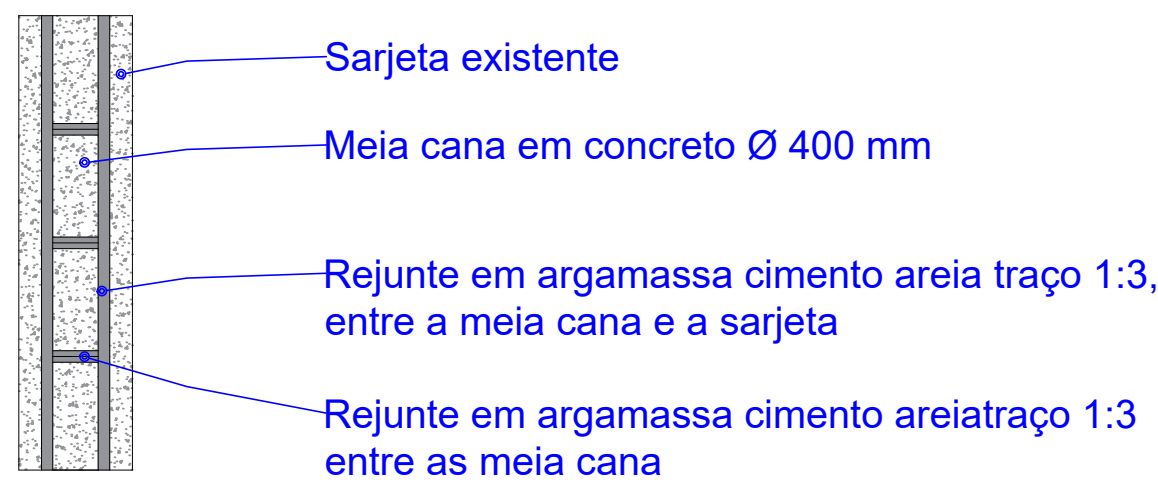 Sarjeta existente
Meia cana em concreto Ø 400 mm
Rejunte em argamassa cimento areia traço 1:3,
entre a meia cana e a sarjeta
Rejunte em argamassa cimento areiatraço 1:3
entre as meia cana